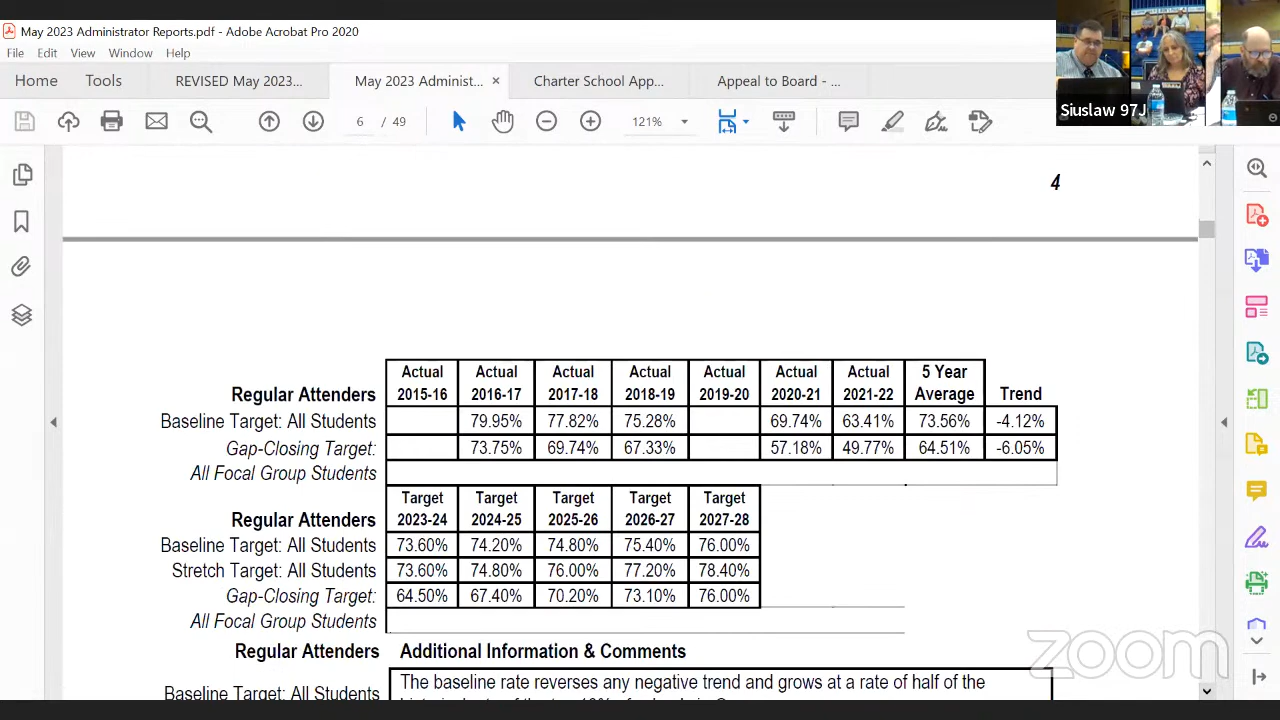 May 2023 Administrator Reports.pdf - Adobe Acrobat Pro 2020
File Edit View Window Help
Home Tools REVISED May 2023... May 2023 Administ... × Charter School App... Appeal to Board - ...
6 / 49 121%
Siuslaw 97J
4
Regular Attenders Actual 2015-16 Actual 2016-17 Actual 2017-18 Actual 2018-19 Actual 2019-20 Actual 2020-21 Actual 2021-22 5 Year Average Trend
Baseline Target: All Students 79.95% 77.82% 75.28% 69.74% 63.41% 73.56% -4.12%
Gap-Closing Target: 73.75% 69.74% 67.33% 57.18% 49.77% 64.51% -6.05%
All Focal Group Students
Regular Attenders Target 2023-24 Target 2024-25 Target 2025-26 Target 2026-27 Target 2027-28
Baseline Target: All Students 73.60% 74.20% 74.80% 75.40% 76.00%
Stretch Target: All Students 73.60% 74.80% 76.00% 77.20% 78.40%
Gap-Closing Target: 64.50% 67.40% 70.20% 73.10% 76.00%
All Focal Group Students
Regular Attenders Additional Information & Comments
Baseline Target: All Students The baseline rate reverses any negative trend and grows at a rate of half of the
zoom